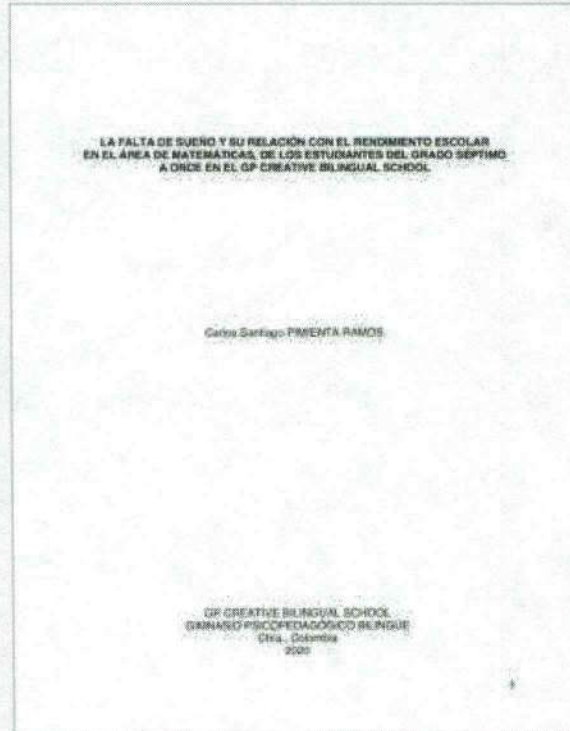 LA FALTA DE SUEÑO Y SU RELACIÓN CON EL RENDIMIENTO ESCOLAR
EN EL ÁREA DE MATEMÁTICAS, DE LOS ESTUDIANTES DEL GRADO SÉPTIMO
A ONCE EN EL GP CREATIVE BILINGUAL SCHOOL
Carlos Santiago PIMIENTA RAMOS
GP CREATIVE BILINGUAL SCHOOL
GIMNASIO PSICOPEDAGÓGICO BILINGÜE
Chía, Colombia
2020